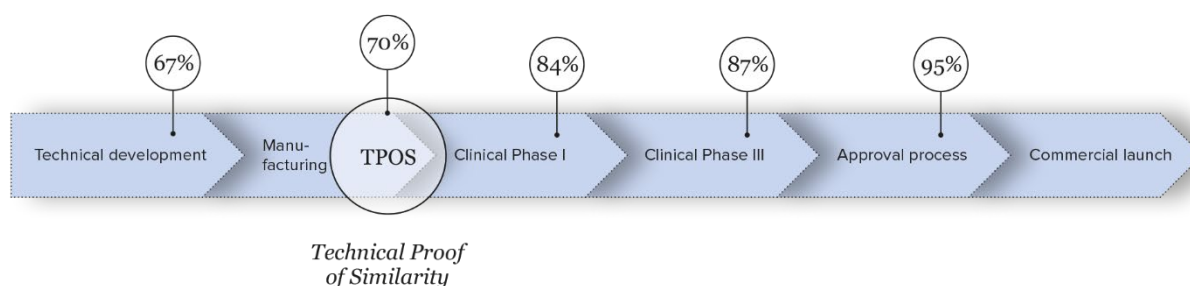 67%
70%
84%
87%
95%
Technical development
Manu-
facturing
TPOS
Clinical Phase I
Clinical Phase III
Approval process
Commercial launch
Technical Proof
of Similarity